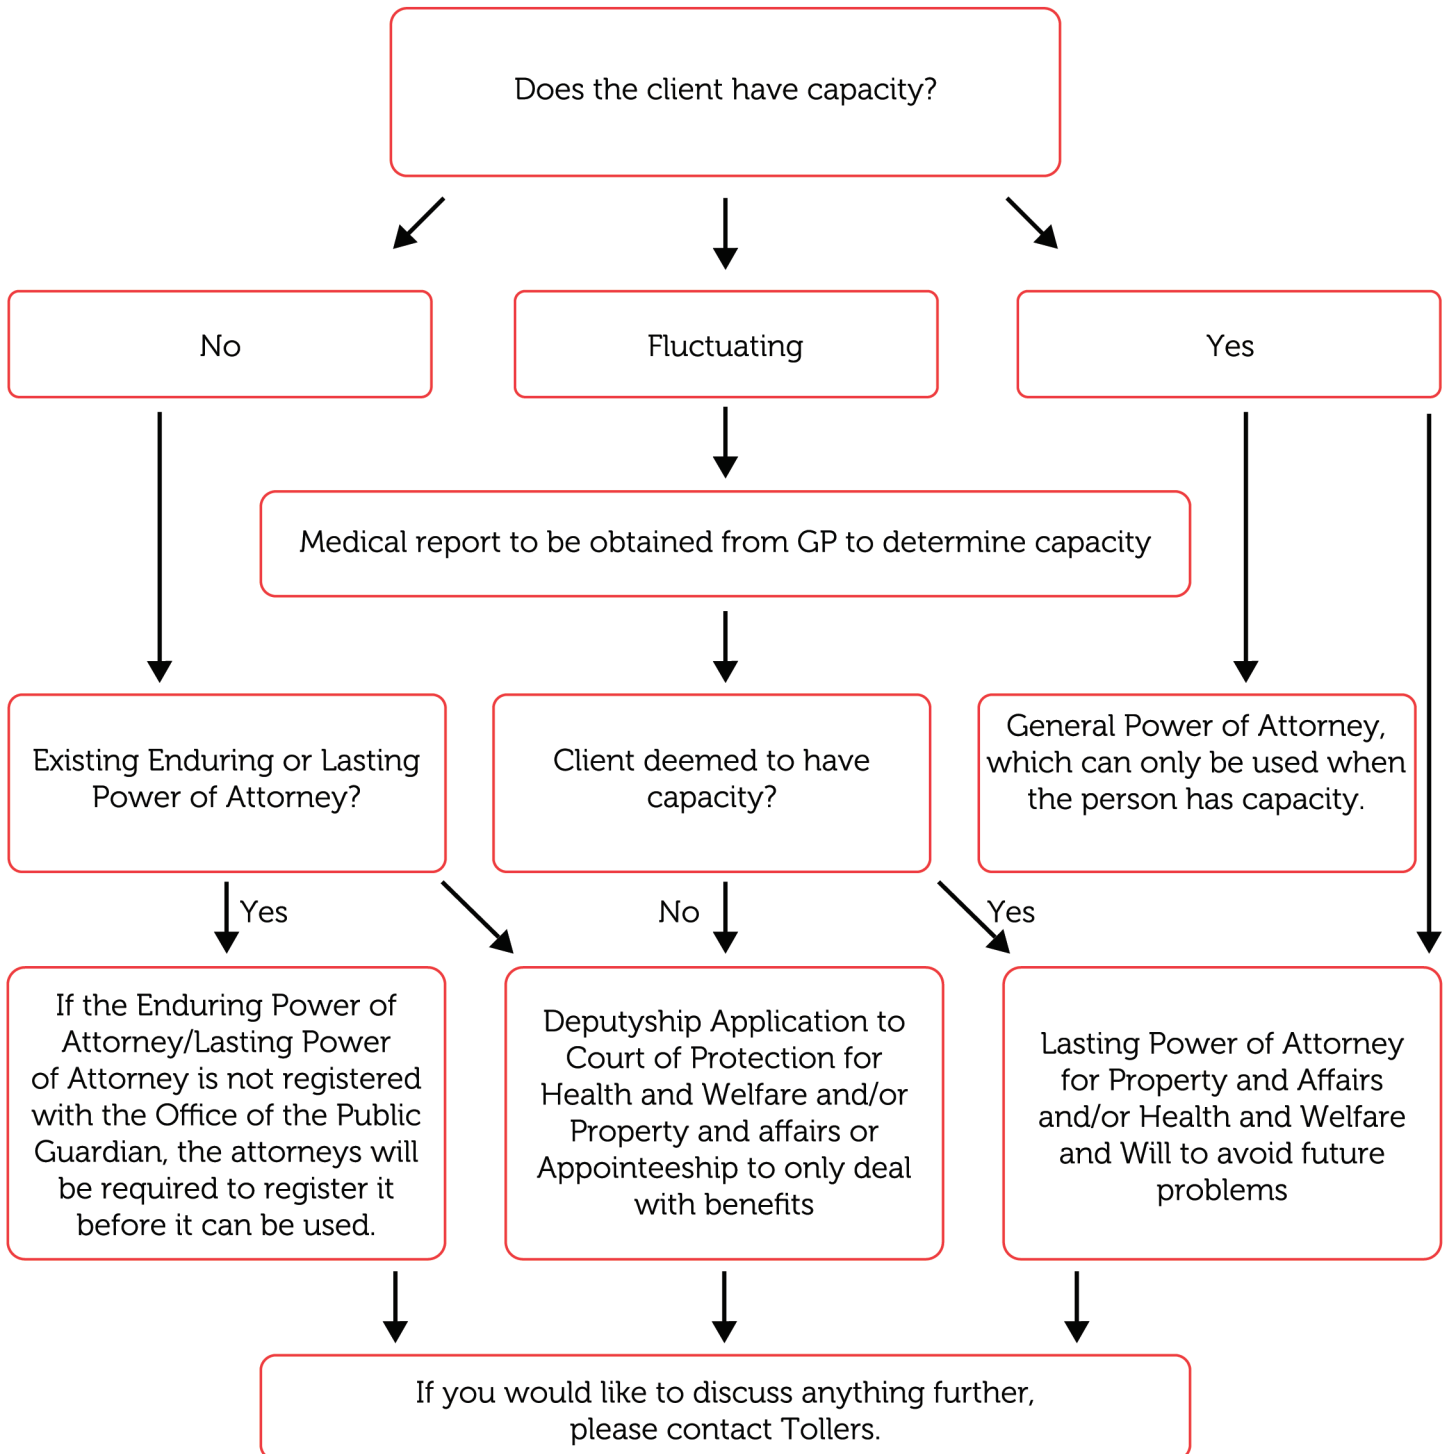 Does the client have capacity?
No
Fluctuating
Yes
Medical report to be obtained from GP to determine capacity
Existing Enduring or Lasting
Power of Attorney?
Client deemed to have
capacity?
General Power of Attorney,
which can only be used when
the person has capacity.
Yes
No
Yes
If the Enduring Power of
Attorney/Lasting Power
of Attorney is not registered
with the Office of the Public
Guardian, the attorneys will
be required to register it
before it can be used.
Deputyship Application to
Court of Protection for
Health and Welfare and/or
Property and affairs or
Appointeeship to only deal
with benefits
Lasting Power of Attorney
for Property and Affairs
and/or Health and Welfare
and Will to avoid future
problems
If you would like to discuss anything further,
please contact Tollers.